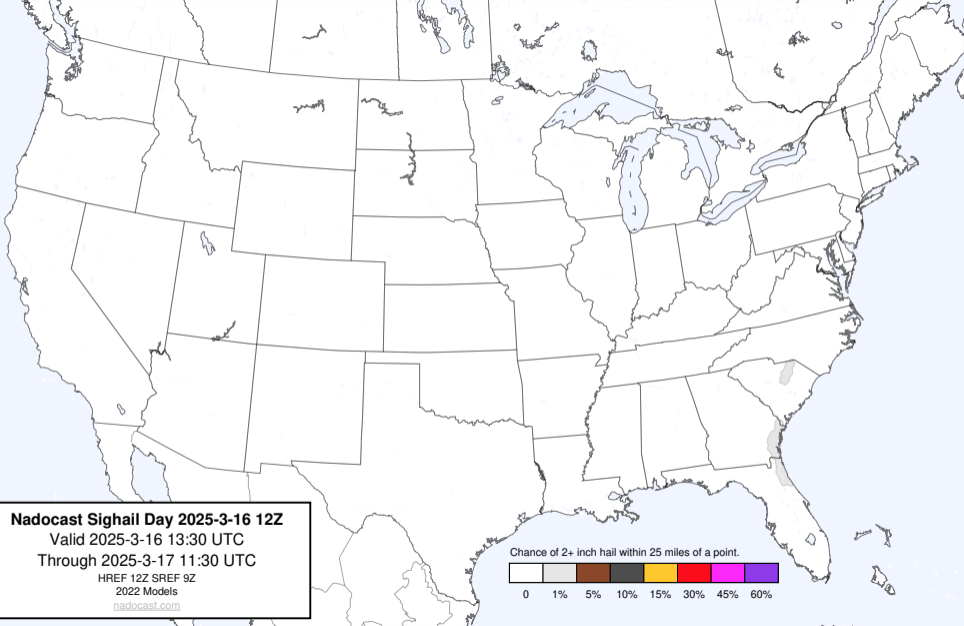 Nadocast Sighail Day 2025-3-16 12Z
Valid 2025-3-16 13:30 UTC
Through 2025-3-17 11:30 UTC
HREF 12Z SREF 9Z
2022 Models
nadocast.com
Chance of 2+ inch hail within 25 miles of a point.
0 1% 5% 10% 15% 30% 45% 60%